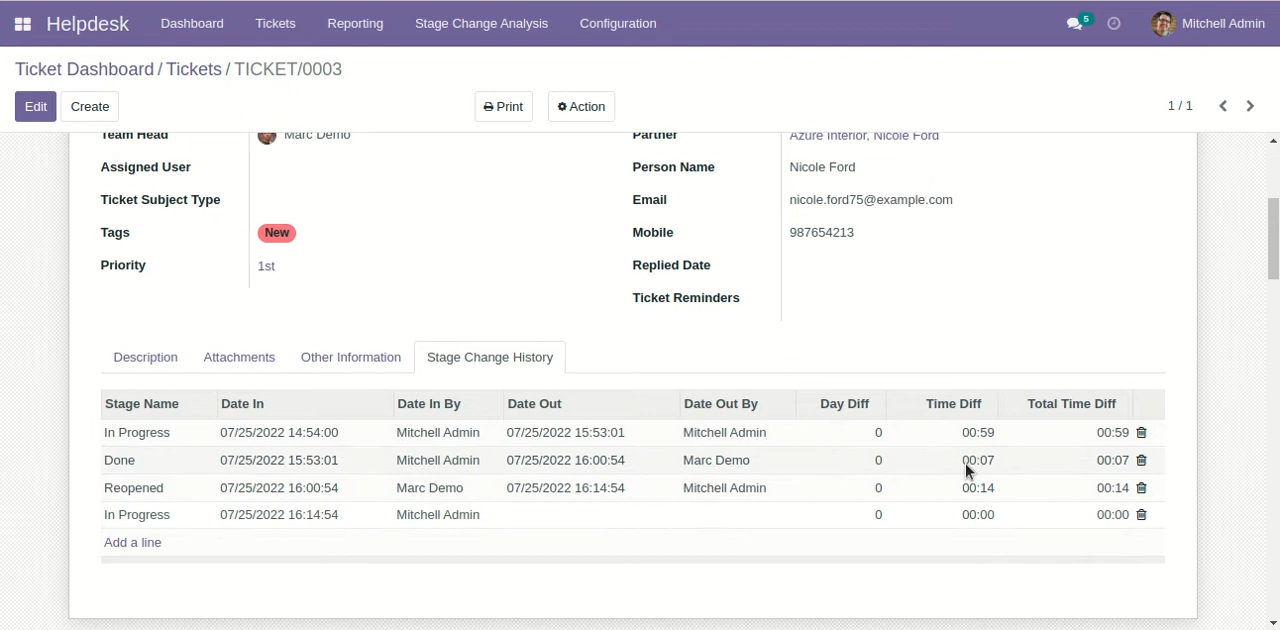 Helpdesk Dashboard Tickets Reporting Stage Change Analysis Configuration 5 Mitchell Admin
Ticket Dashboard / Tickets / TICKET/0003
Edit Create Print Action 1 / 1
Team Head Marc Demo
Assigned User
Ticket Subject Type
Tags New
Priority 1st
Partner Azure Interior, Nicole Ford
Person Name Nicole Ford
Email nicole.ford75@example.com
Mobile 987654213
Replied Date
Ticket Reminders
Description Attachments Other Information Stage Change History
Stage Name Date In Date In By Date Out Date Out By Day Diff Time Diff Total Time Diff
In Progress 07/25/2022 14:54:00 Mitchell Admin 07/25/2022 15:53:01 Mitchell Admin 0 00:59 00:59
Done 07/25/2022 15:53:01 Mitchell Admin 07/25/2022 16:00:54 Marc Demo 0 00:07 00:07
Reopened 07/25/2022 16:00:54 Marc Demo 07/25/2022 16:14:54 Mitchell Admin 0 00:14 00:14
In Progress 07/25/2022 16:14:54 Mitchell Admin 0 00:00 00:00
Add a line